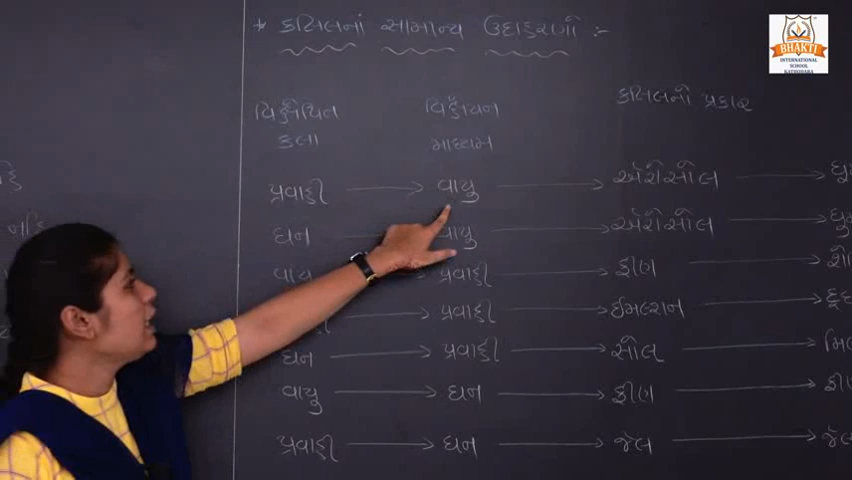 * કલિલનાં સામાન્ય ઉદાહરણો :-
વિક્ષેપિત વિક્ષેપન કલિલનો પ્રકાર
કલા માધ્યમ
પ્રવાહી → વાયુ → એરોસોલ →
ઘન વાયુ → એરોસોલ →
વાયુ પ્રવાહી → ફીણ →
→ પ્રવાહી → ઈમલ્શન →
ઘન → પ્રવાહી → સોલ →
વાયુ → ઘન → ફીણ →
પ્રવાહી → ઘન → જેલ →
BHAKTI
INTERNATIONAL
SCHOOL
KATHODARA